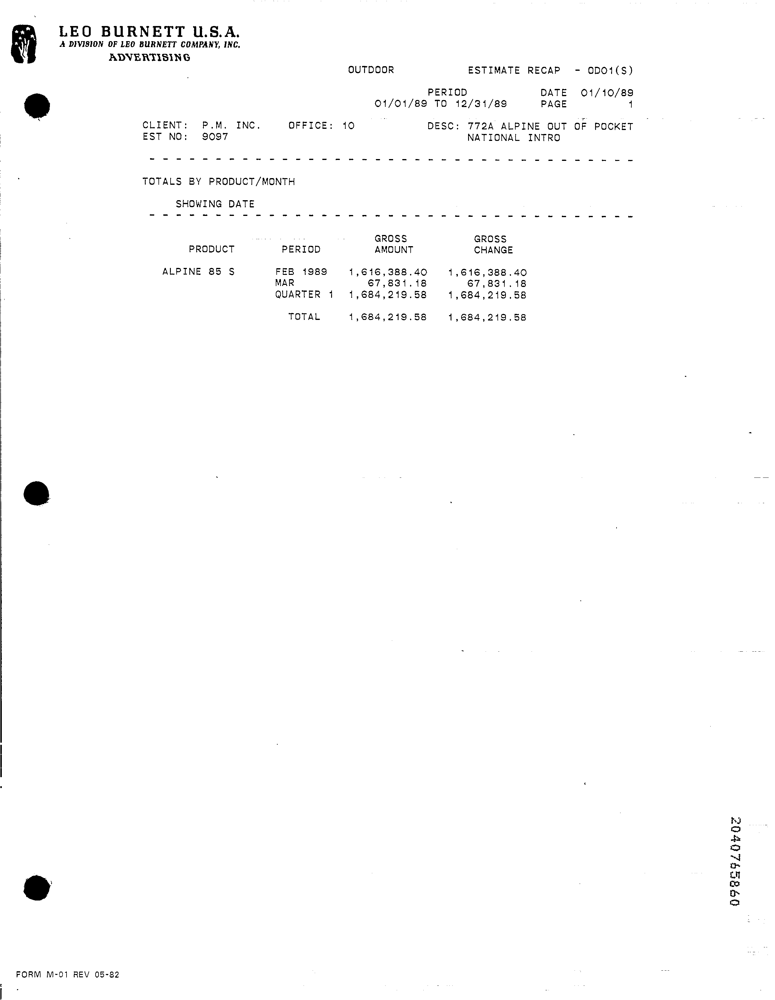 LEO BURNETT U.S.A.
A DIVISION OF LEO BURNETT COMPANY, INC.
ADVERTISING
OUTDOOR ESTIMATE RECAP - OD01(S)
PERIOD DATE 01/10/89
01/01/89 TO 12/31/89 PAGE 1
CLIENT: P.M. INC. OFFICE: 10 DESC: 772A ALPINE OUT OF POCKET
EST NO: 9097 NATIONAL INTRO
TOTALS BY PRODUCT/MONTH
SHOWING DATE
GROSS GROSS
PRODUCT PERIOD AMOUNT CHANGE
ALPINE 85 S FEB 1989 1,616,388.40 1,616,388.40
MAR 67,831.18 67,831.18
QUARTER 1 1,684,219.58 1,684,219.58
TOTAL 1,684,219.58 1,684,219.58
2040765860
FORM M-01 REV 05-82